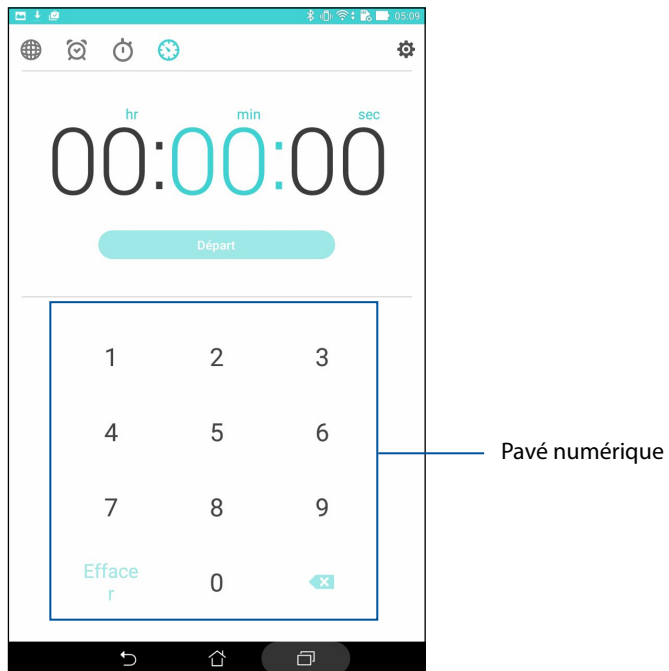 05:09
hr min sec
00:00:00
Départ
1 2 3
4 5 6
Pavé numérique
7 8 9
Efface
r
0